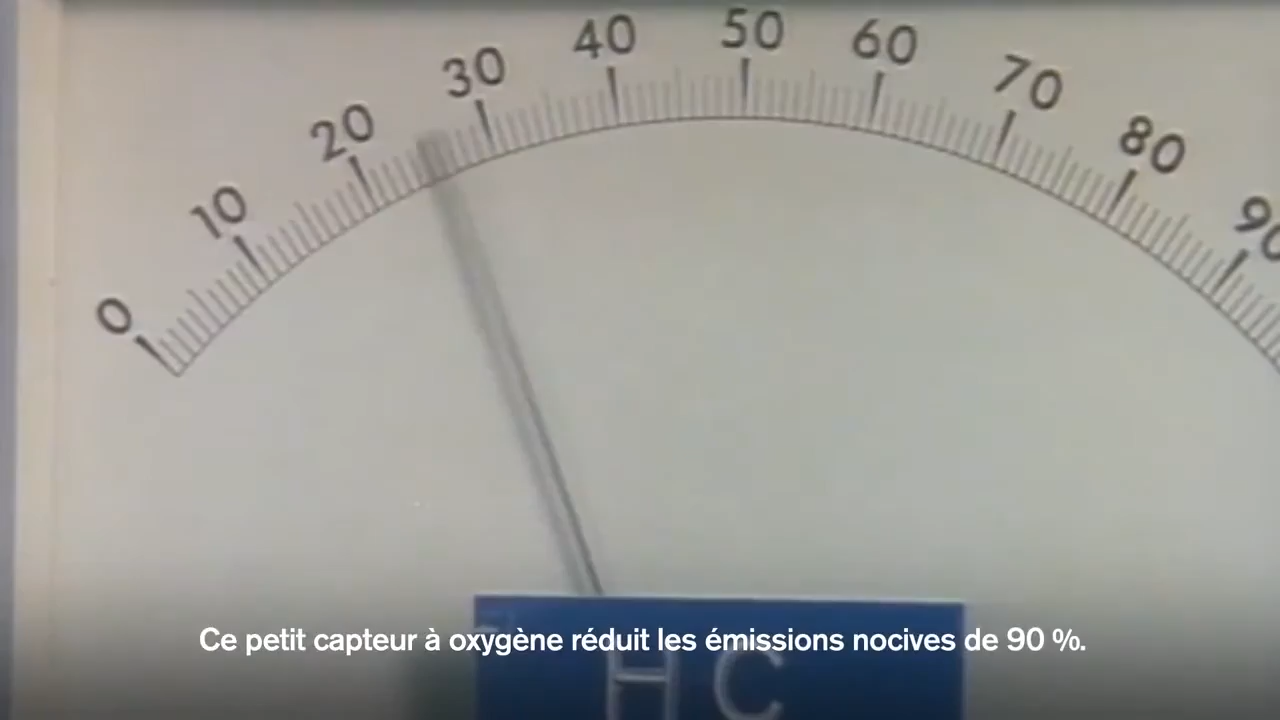 0 10 20 30 40 50 60 70 80 90
Ce petit capteur à oxygène réduit les émissions nocives de 90 %.
HC